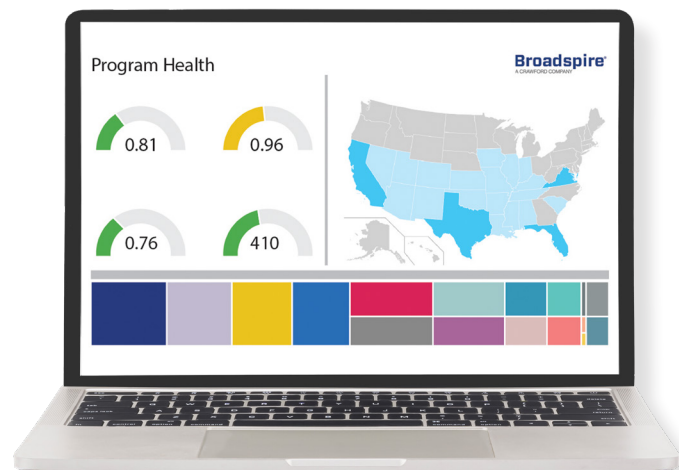 Program Health
Broadspire®
A CRAWFORD COMPANY
0.81
0.96
0.76
410